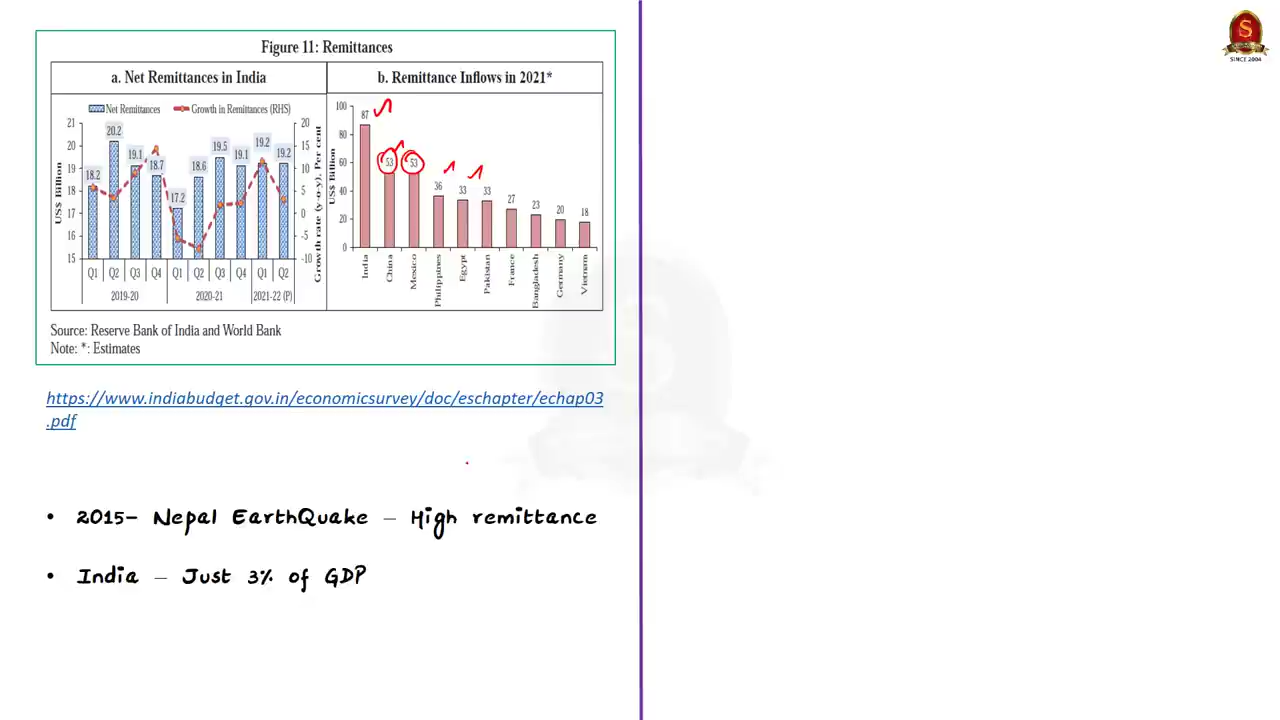 S
SINCE 2004
Figure 11: Remittances
a. Net Remittances in India
Net Remittances
Growth in Remittances (RHS)
US$ Billion
21
20
19
18
17
16
15
18.2
20.2
19.1
18.7
17.2
18.6
19.5
19.1
19.2
19.2
20
15
10
5
0
-5
-10
Growth rate (y-o-y), Per cent
Q1 Q2 Q3 Q4 Q1 Q2 Q3 Q4 Q1 Q2
2019-20 2020-21 2021-22 (P)
b. Remittance Inflows in 2021*
US$ Billion
100
80
60
40
20
0
87
53
53
36
33
33
27
23
20
18
India
China
Mexico
Philippines
Egypt
Pakistan
France
Bangladesh
Germany
Vietnam
Source: Reserve Bank of India and World Bank
Note: *: Estimates
https://www.indiabudget.gov.in/economicsurvey/doc/eschapter/echap03
.pdf
• 2015- Nepal EarthQuake – High remittance
• India – Just 3% of GDP